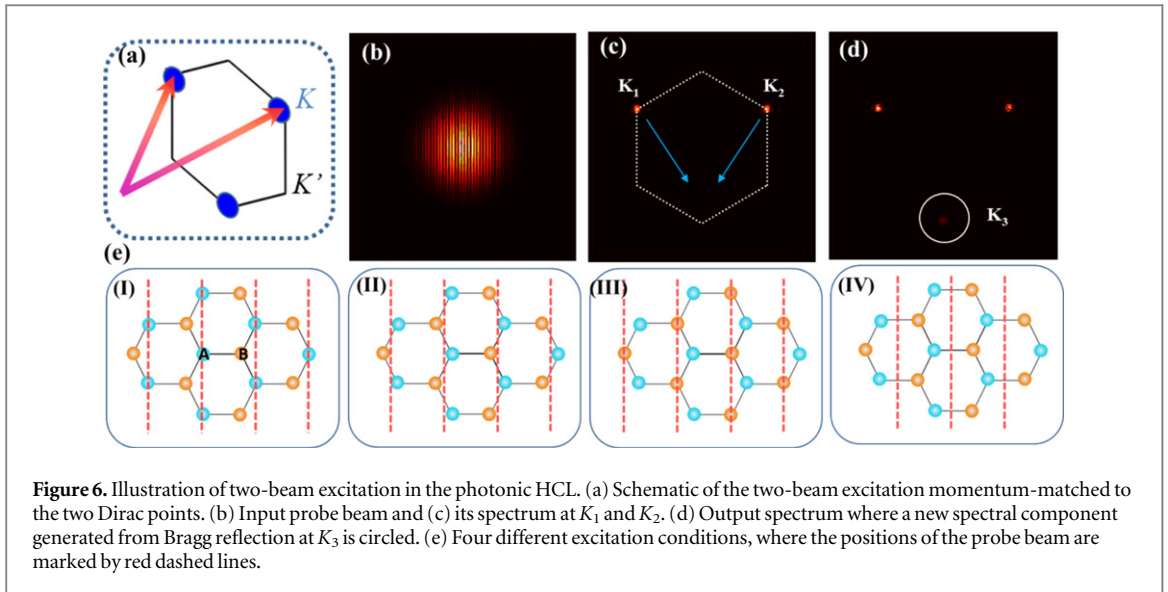 (a)
K
K'
(b)
(c)
K1
K2
(d)
K3
(e)
(I)
A
B
(II)
(III)
(IV)
Figure 6. Illustration of two-beam excitation in the photonic HCL. (a) Schematic of the two-beam excitation momentum-matched to
the two Dirac points. (b) Input probe beam and (c) its spectrum at K1 and K2. (d) Output spectrum where a new spectral component
generated from Bragg reflection at K3 is circled. (e) Four different excitation conditions, where the positions of the probe beam are
marked by red dashed lines.